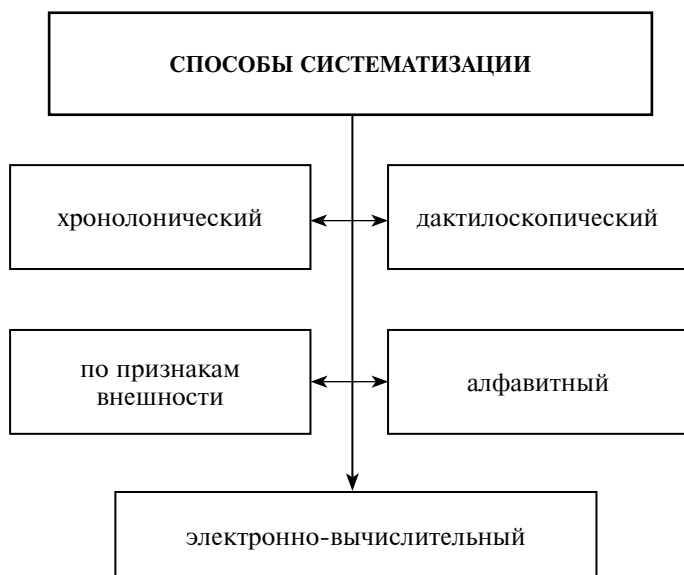 СПОСОБЫ СИСТЕМАТИЗАЦИИ
хронолонический
дактилоскопический
по признакам
внешности
алфавитный
электронно-вычислительный